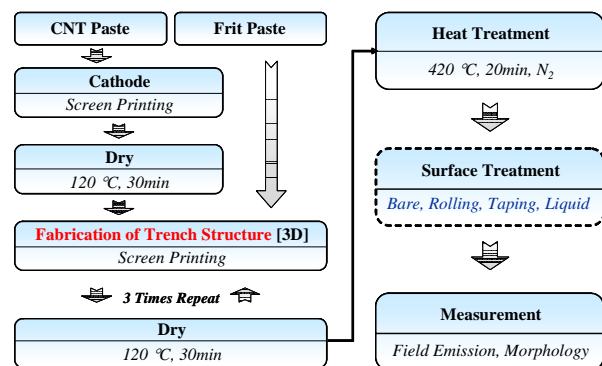 CNT Paste
Frit Paste
Cathode
Screen Printing
Dry
120 ℃, 30min
Fabrication of Trench Structure [3D]
Screen Printing
3 Times Repeat
Dry
120 ℃, 30min
Heat Treatment
420 ℃, 20min, N₂
Surface Treatment
Bare, Rolling, Taping, Liquid
Measurement
Field Emission, Morphology